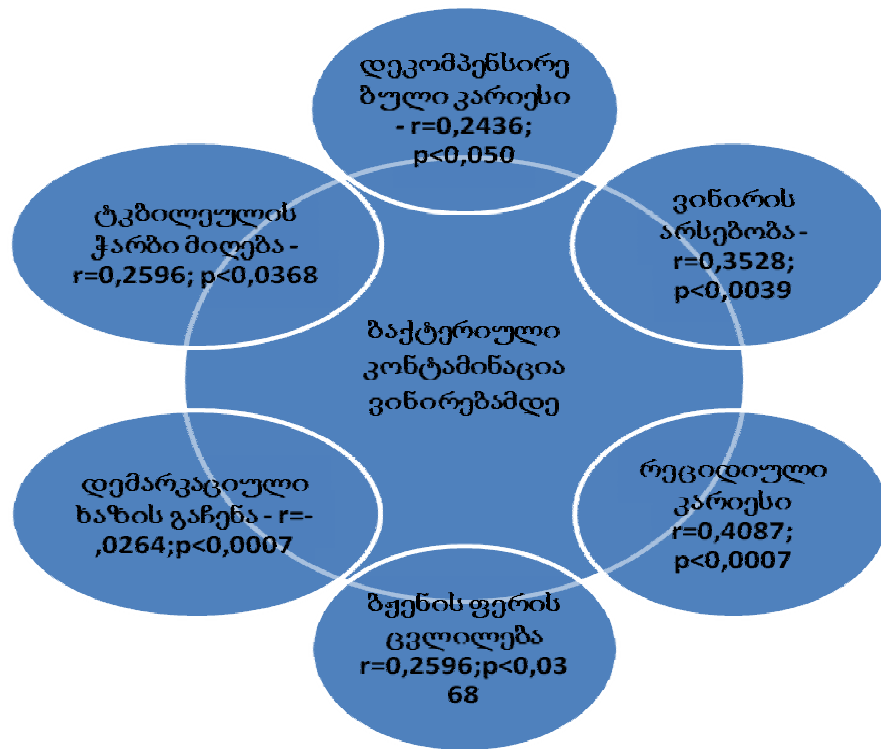 დეკომპენსირე
ბული კარიესი
- r=0,2436;
p<0,050
ტკბილეულის
ჭარბი მიღება -
r=0,2596; p<0,0368
ვინირის
არსებობა -
r=0,3528;
p<0,0039
ბაქტერიული
კონტამინაცია
ვინირებამდე
დემარკაციული
ხაზის გაჩენა - r=-
,0264;p<0,0007
რეციდიული
კარიესი
r=0,4087;
p<0,0007
ბჟენის ფერის
ცვლილება
r=0,2596;p<0,03
68